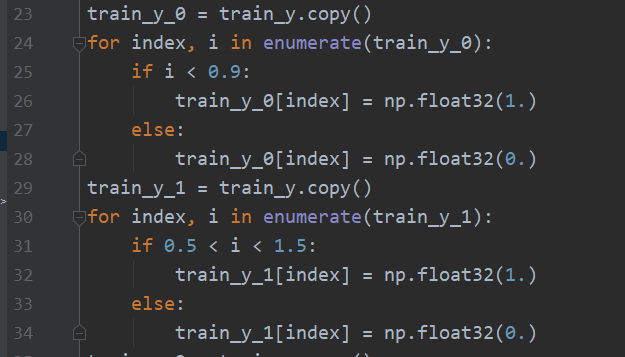 23 train_y_0 = train_y.copy()
24 for index, i in enumerate(train_y_0):
25     if i < 0.9:
26         train_y_0[index] = np.float32(1.)
27     else:
28         train_y_0[index] = np.float32(0.)
29 train_y_1 = train_y.copy()
30 for index, i in enumerate(train_y_1):
31     if 0.5 < i < 1.5:
32         train_y_1[index] = np.float32(1.)
33     else:
34         train_y_1[index] = np.float32(0.)